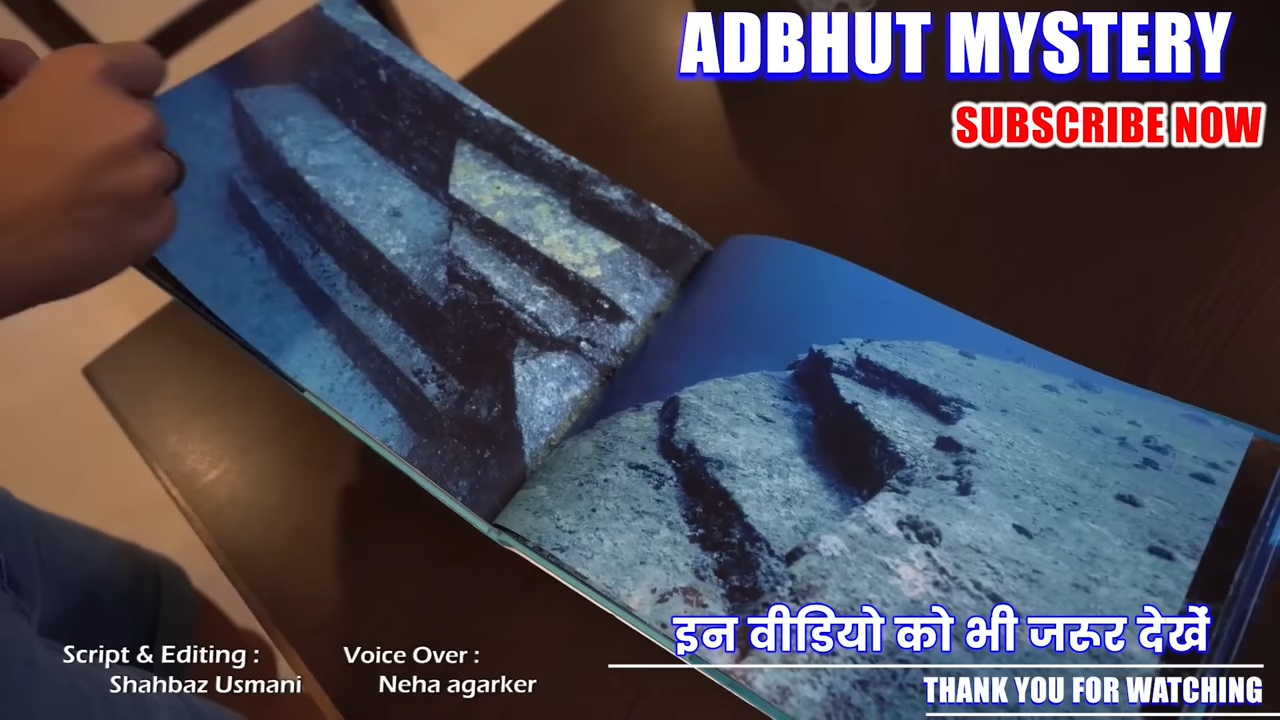 ADBHUT MYSTERY
SUBSCRIBE NOW
इन वीडियो को भी जरूर देखें
Script & Editing :
Shahbaz Usmani
Voice Over :
Neha agarker
THANK YOU FOR WATCHING